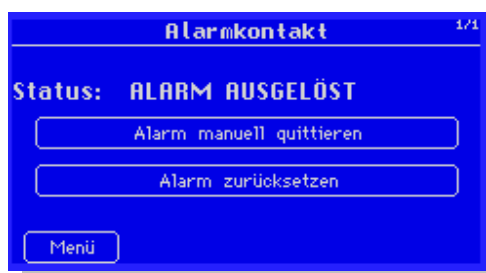 Alarmkontakt 1/1
Status: ALARM AUSGELÖST
Alarm manuell quittieren
Alarm zurücksetzen
Menü